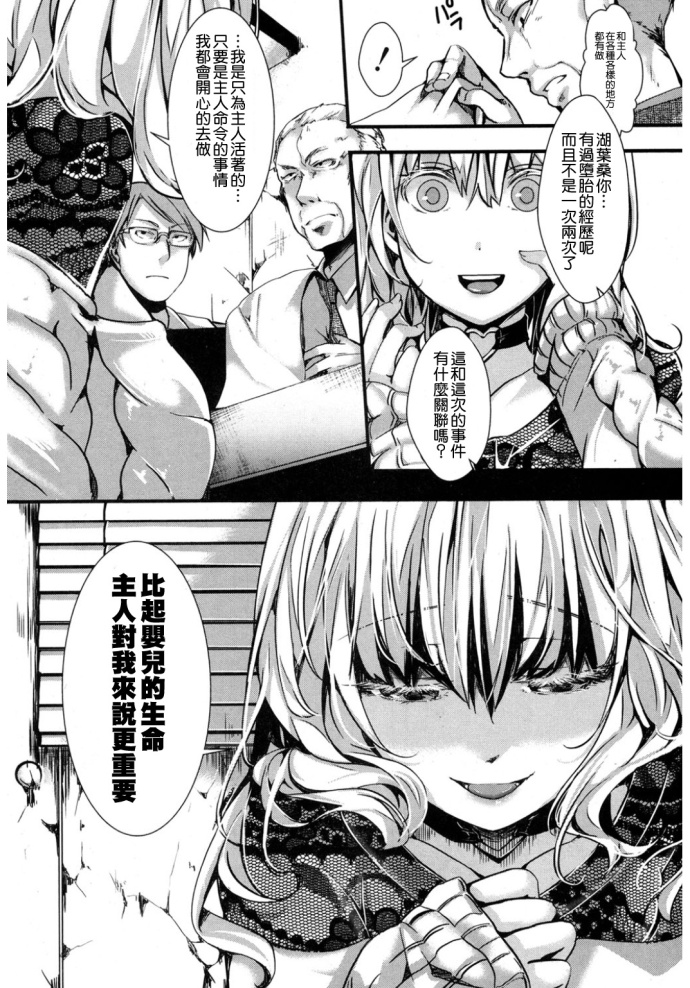 和主人
在各種各樣的地方
都有做
!
パラ
湖葉桑你…
有過墮胎的經歷呢
而且不是一次兩次了
這和這次的事件
有什麼關聯嗎?
…我是只為主人活著的…
只要是主人命令的事情
我都會開心的去做
比起嬰兒的生命
主人對我來說更重要